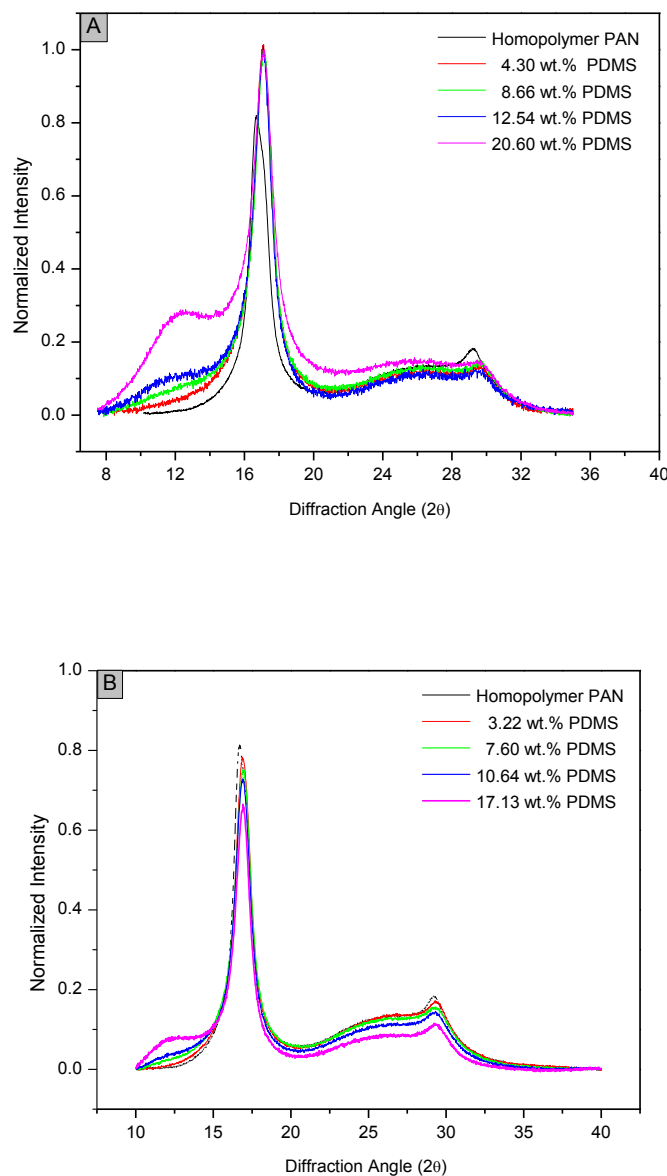 A
Homopolymer PAN
4.30 wt.% PDMS
8.66 wt.% PDMS
12.54 wt.% PDMS
20.60 wt.% PDMS
1.0
0.8
0.6
0.4
0.2
0.0
Normalized Intensity
8 12 16 20 24 28 32 36 40
Diffraction Angle (2θ)
B
Homopolymer PAN
3.22 wt.% PDMS
7.60 wt.% PDMS
10.64 wt.% PDMS
17.13 wt.% PDMS
1.0
0.8
0.6
0.4
0.2
0.0
Normalized Intensity
10 15 20 25 30 35 40
Diffraction Angle (2θ)